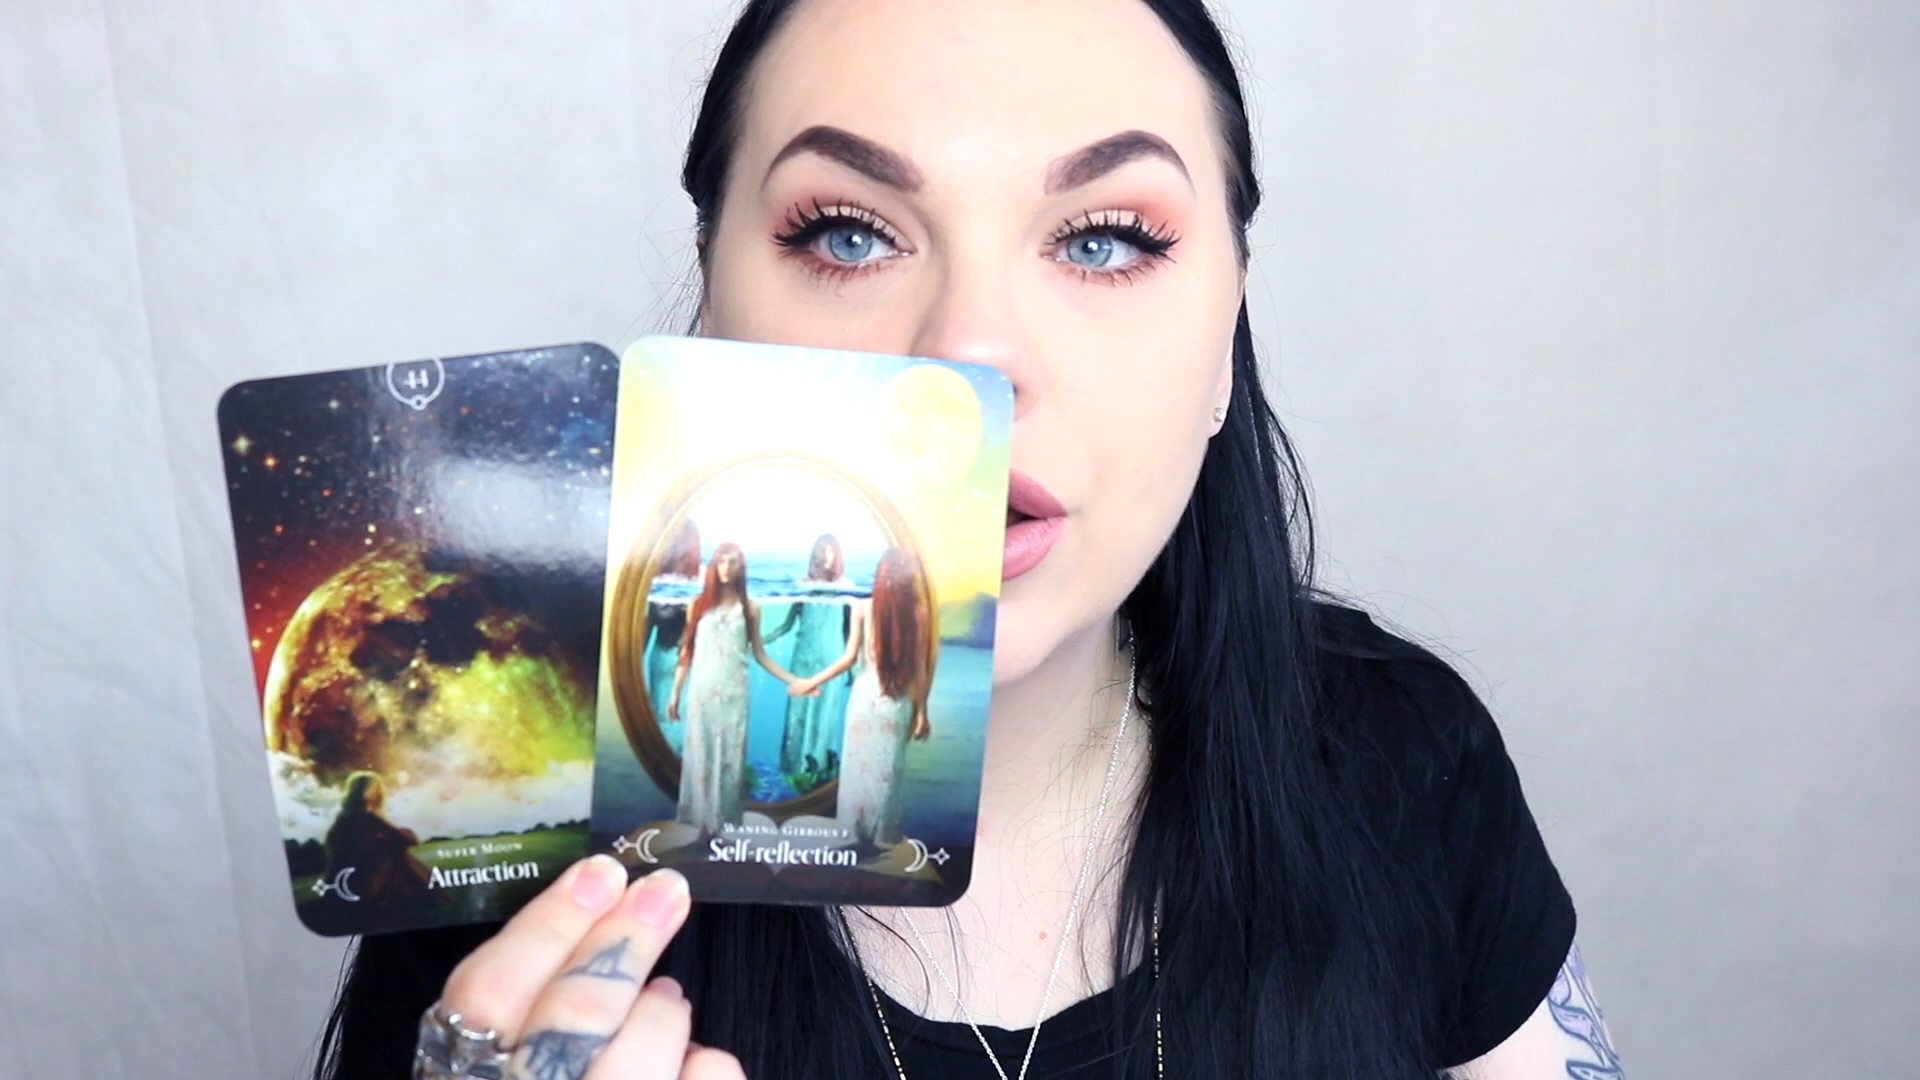 44
Super Moon
Attraction
Waning Gibbous
Self-reflection